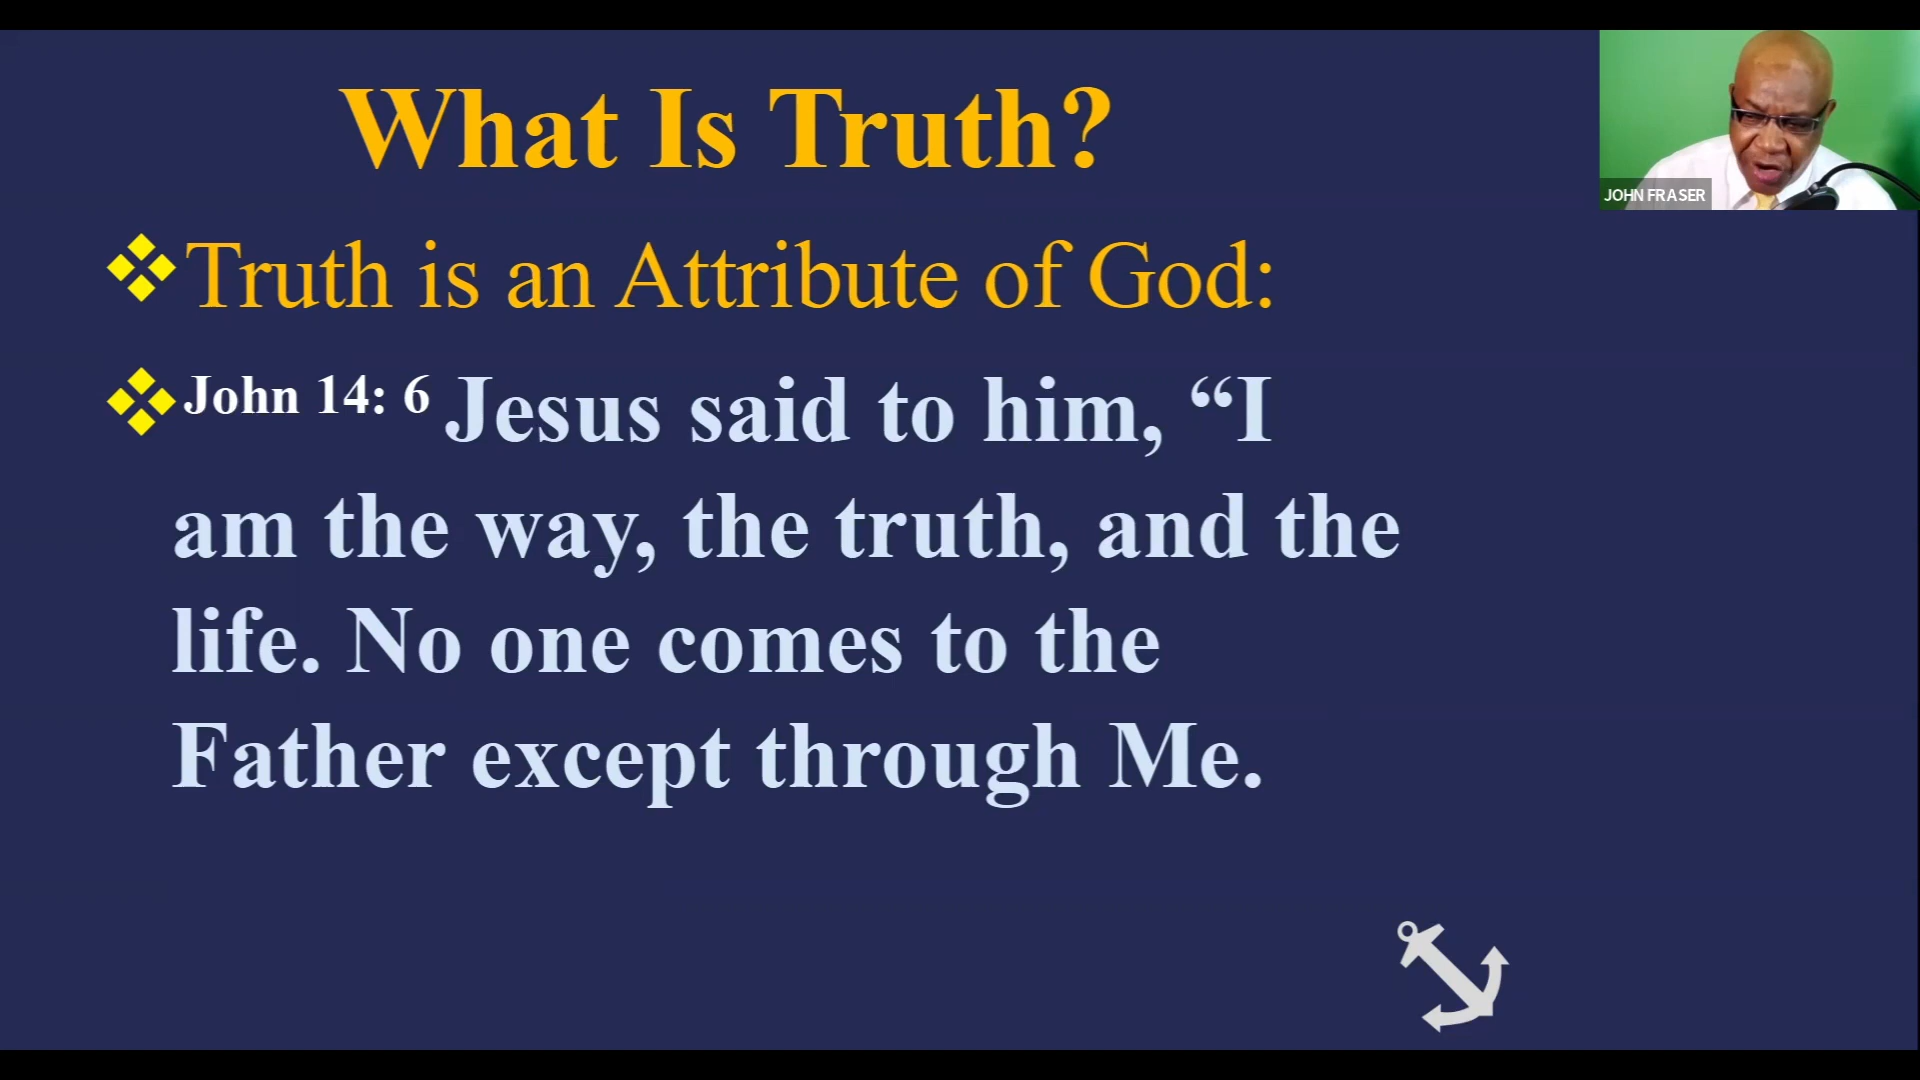 What Is Truth?
JOHN FRASER
Truth is an Attribute of God:
John 14: 6 Jesus said to him, “I
am the way, the truth, and the
life. No one comes to the
Father except through Me.